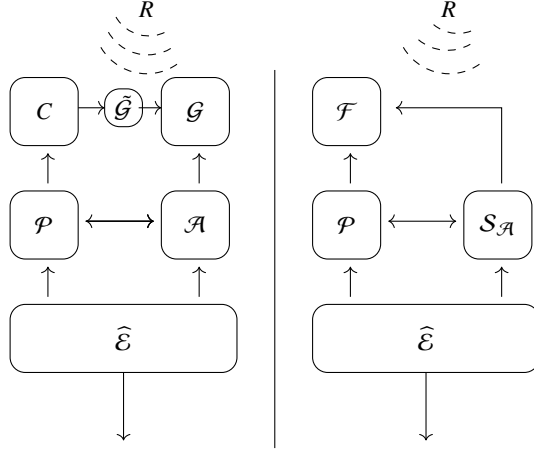 R R
C 𝒢̃ 𝒢 ℱ
𝒫 𝒜 𝒫 𝒮_𝒜
ℰ̂ ℰ̂